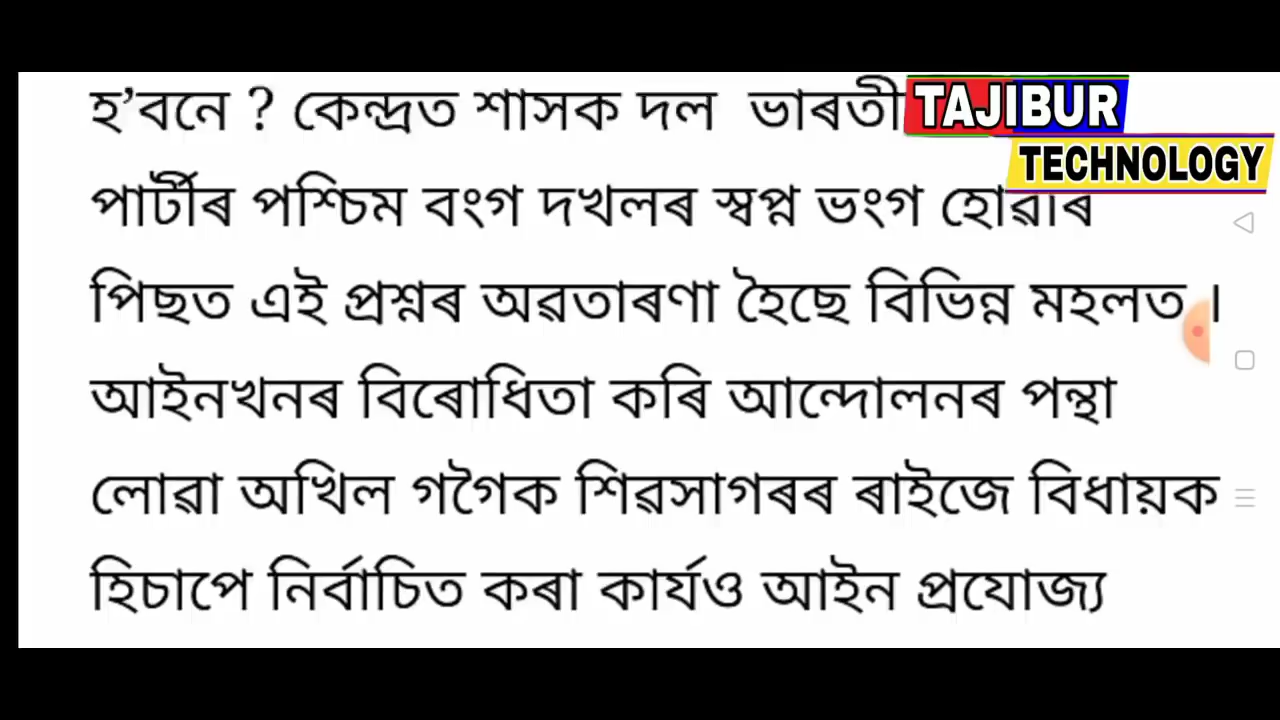 হ’বনে ? কেন্দ্ৰত শাসক দল ভাৰতী
TAJIBUR
TECHNOLOGY
পাৰ্টীৰ পশ্চিম বংগ দখলৰ স্বপ্ন ভংগ হোৱাৰ
পিছত এই প্ৰশ্নৰ অৱতাৰণা হৈছে বিভিন্ন মহলত ।
আইনখনৰ বিৰোধিতা কৰি আন্দোলনৰ পন্থা
লোৱা অখিল গগৈক শিৱসাগৰৰ ৰাইজে বিধায়ক
হিচাপে নিৰ্বাচিত কৰা কাৰ্যও আইন প্ৰযোজ্য